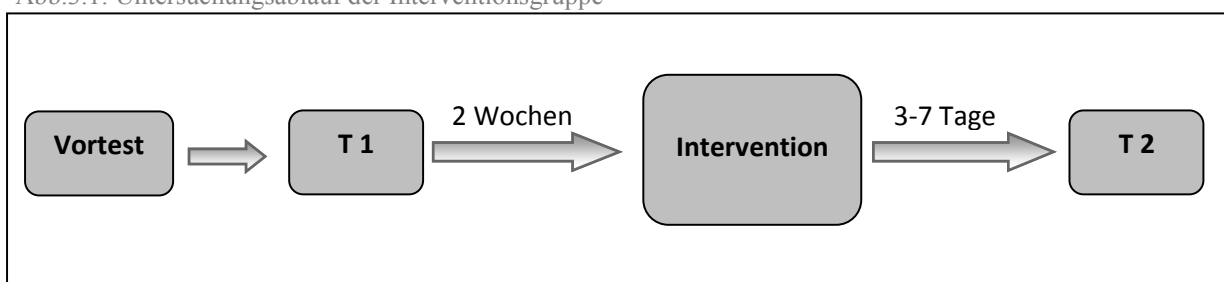 Abb.3.1: Untersuchungsablauf der Interventionsgruppe
2 Wochen
3-7 Tage
Vortest
T 1
Intervention
T 2